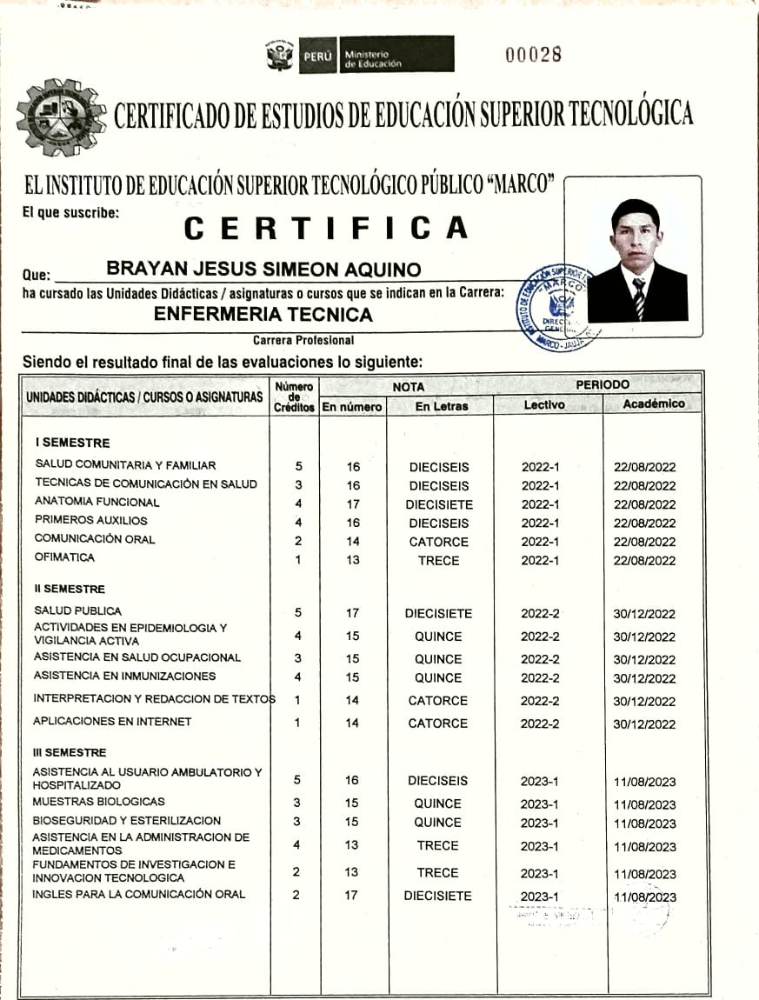 PERÚ
Ministerio
de Educación
00028
CERTIFICADO DE ESTUDIOS DE EDUCACIÓN SUPERIOR TECNOLÓGICA
EL INSTITUTO DE EDUCACIÓN SUPERIOR TECNOLÓGICO PÚBLICO “MARCO”
El que suscribe:
CERTIFICA
Que: BRAYAN JESUS SIMEON AQUINO
ha cursado las Unidades Didácticas / asignaturas o cursos que se indican en la Carrera:
ENFERMERIA TECNICA
Carrera Profesional
INSTITUTO DE EDUCACIÓN SUPERIOR
"MARCO"
MARCO - JAUJA
Siendo el resultado final de las evaluaciones lo siguiente:
UNIDADES DIDÁCTICAS / CURSOS O ASIGNATURAS Número de Créditos NOTA PERIODO
En número En Letras Lectivo Académico
I SEMESTRE
SALUD COMUNITARIA Y FAMILIAR 5 16 DIECISEIS 2022-1 22/08/2022
TECNICAS DE COMUNICACIÓN EN SALUD 3 16 DIECISEIS 2022-1 22/08/2022
ANATOMIA FUNCIONAL 4 17 DIECISIETE 2022-1 22/08/2022
PRIMEROS AUXILIOS 4 16 DIECISEIS 2022-1 22/08/2022
COMUNICACIÓN ORAL 2 14 CATORCE 2022-1 22/08/2022
OFIMATICA 1 13 TRECE 2022-1 22/08/2022
II SEMESTRE
SALUD PUBLICA 5 17 DIECISIETE 2022-2 30/12/2022
ACTIVIDADES EN EPIDEMIOLOGIA Y
VIGILANCIA ACTIVA 4 15 QUINCE 2022-2 30/12/2022
ASISTENCIA EN SALUD OCUPACIONAL 3 15 QUINCE 2022-2 30/12/2022
ASISTENCIA EN INMUNIZACIONES 4 15 QUINCE 2022-2 30/12/2022
INTERPRETACION Y REDACCION DE TEXTOS 1 14 CATORCE 2022-2 30/12/2022
APLICACIONES EN INTERNET 1 14 CATORCE 2022-2 30/12/2022
III SEMESTRE
ASISTENCIA AL USUARIO AMBULATORIO Y
HOSPITALIZADO 5 16 DIECISEIS 2023-1 11/08/2023
MUESTRAS BIOLOGICAS 3 15 QUINCE 2023-1 11/08/2023
BIOSEGURIDAD Y ESTERILIZACION 3 15 QUINCE 2023-1 11/08/2023
ASISTENCIA EN LA ADMINISTRACION DE
MEDICAMENTOS 4 13 TRECE 2023-1 11/08/2023
FUNDAMENTOS DE INVESTIGACION E
INNOVACION TECNOLOGICA 2 13 TRECE 2023-1 11/08/2023
INGLES PARA LA COMUNICACIÓN ORAL 2 17 DIECISIETE 2023-1 11/08/2023